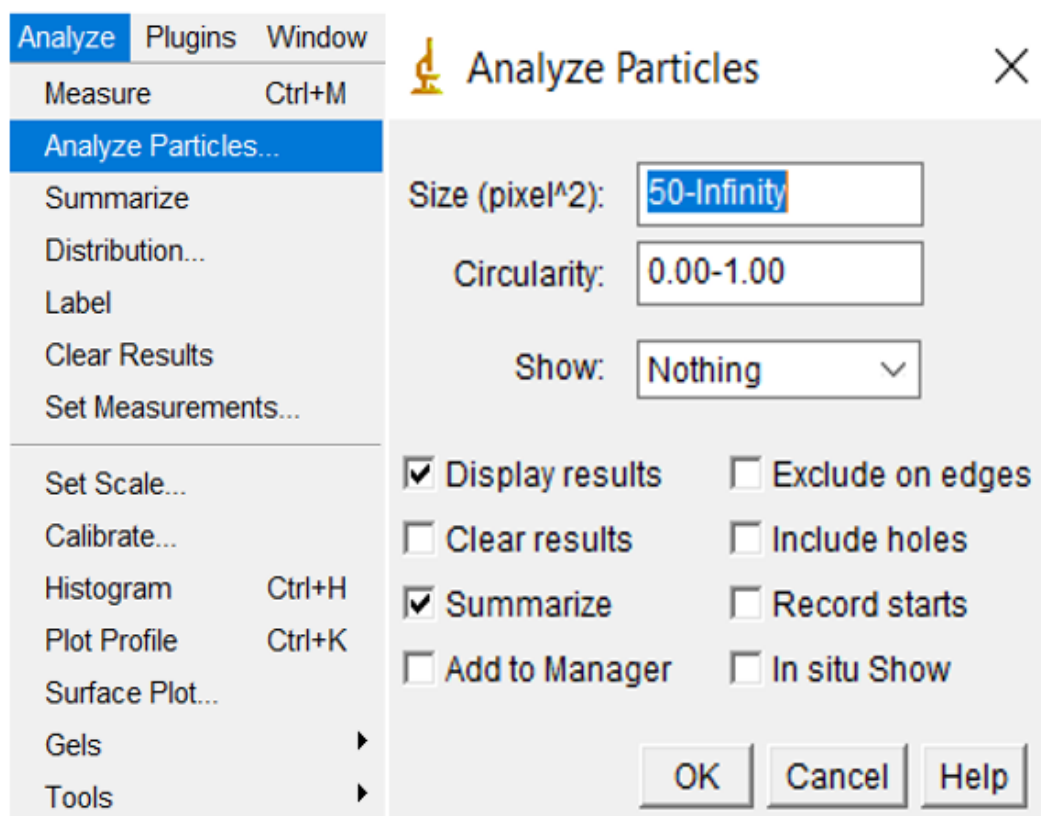 Analyze Plugins Window
Measure Ctrl+M
Analyze Particles...
Summarize
Distribution...
Label
Clear Results
Set Measurements...
Set Scale...
Calibrate...
Histogram Ctrl+H
Plot Profile Ctrl+K
Surface Plot...
Gels
Tools
Analyze Particles
Size (pixel^2): 50-Infinity
Circularity: 0.00-1.00
Show: Nothing
Display results Exclude on edges
Clear results Include holes
Summarize Record starts
Add to Manager In situ Show
OK Cancel Help